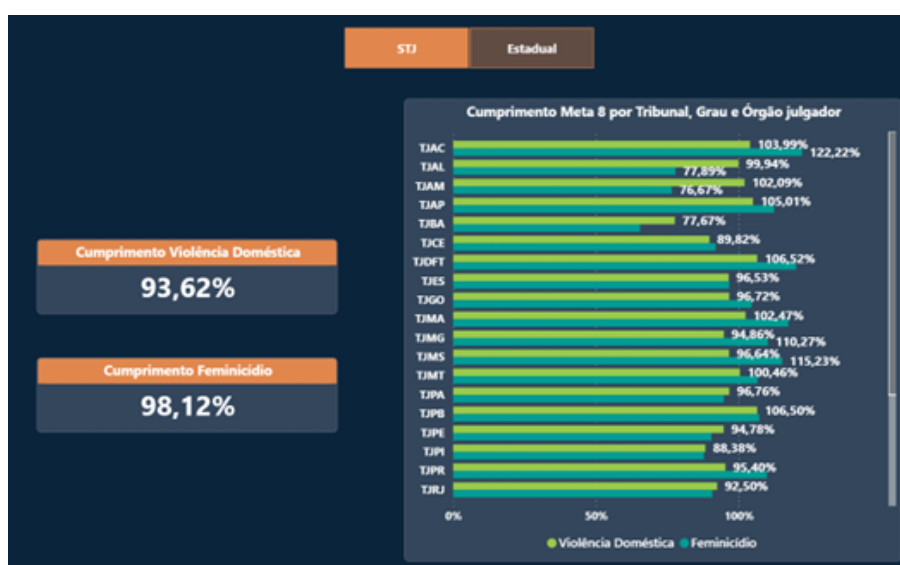 STJ Estadual
Cumprimento Meta 8 por Tribunal, Grau e Órgão julgador
TJAC 103,99% 122,22%
TJAL 99,94% 77,89%
TJAM 102,09% 76,67%
TJAP 105,01%
TJBA 77,67%
TJCE 89,82%
TJDFT 106,52%
TJES 96,53%
TJGO 96,72%
TJMA 102,47%
TJMG 94,86% 110,27%
TJMS 96,64% 115,23%
TJMT 100,46%
TJPA 96,76%
TJPB 106,50%
TJPE 94,78%
TJPI 88,38%
TJPR 95,40%
TJRJ 92,50%
0% 50% 100%
Violência Doméstica Feminicídio
Cumprimento Violência Doméstica
93,62%
Cumprimento Feminicídio
98,12%